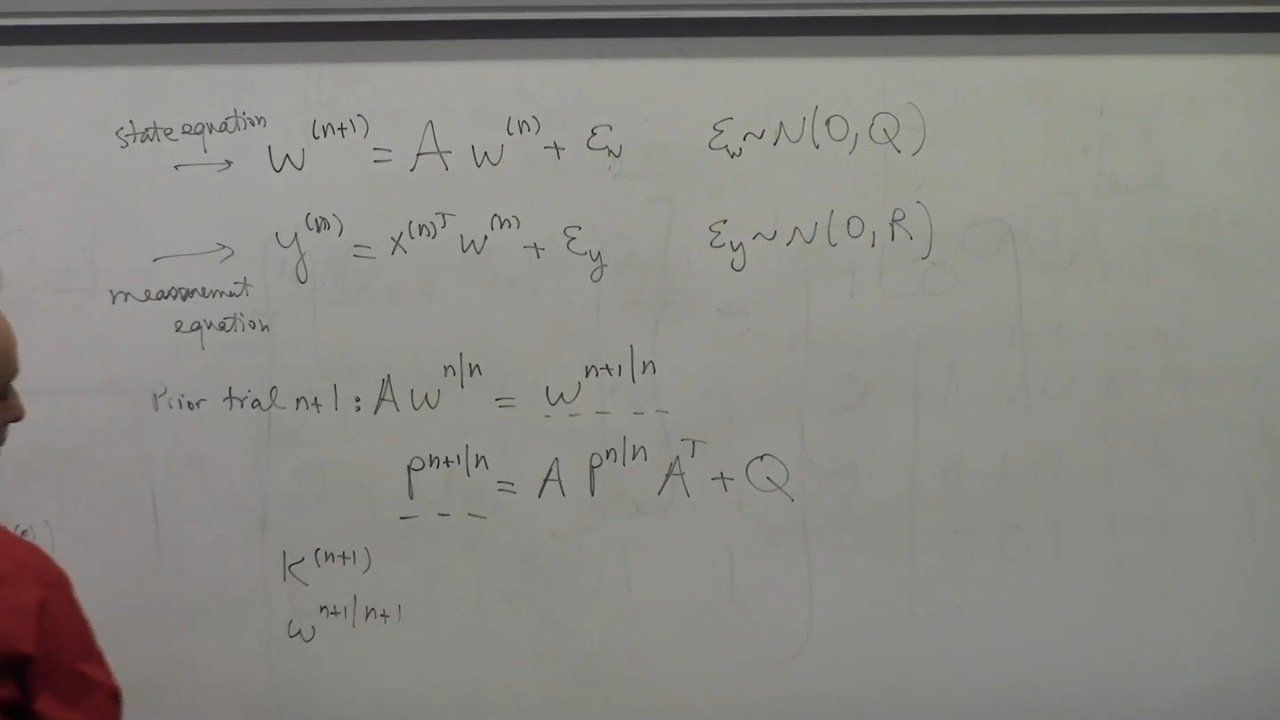 state equation → w^(n+1) = A w^(n) + ε_w    ε_w ~ N(0, Q)
→ y^(n) = x^(n)T w^(n) + ε_y    ε_y ~ N(0, R)
measurement
equation
Prior trial n+1 : A w^n|n = w^n+1|n
P^n+1|n = A P^n|n A^T + Q
K^(n+1)
w^n+1|n+1